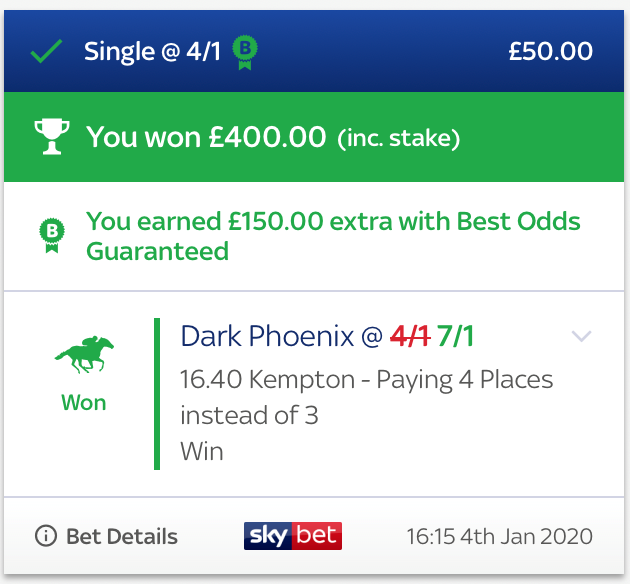 Single @ 4/1 B £50.00
You won £400.00 (inc. stake)
B You earned £150.00 extra with Best Odds
Guaranteed
Dark Phoenix @ 4/1 7/1
16.40 Kempton - Paying 4 Places
instead of 3
Won
Win
i Bet Details sky bet 16:15 4th Jan 2020